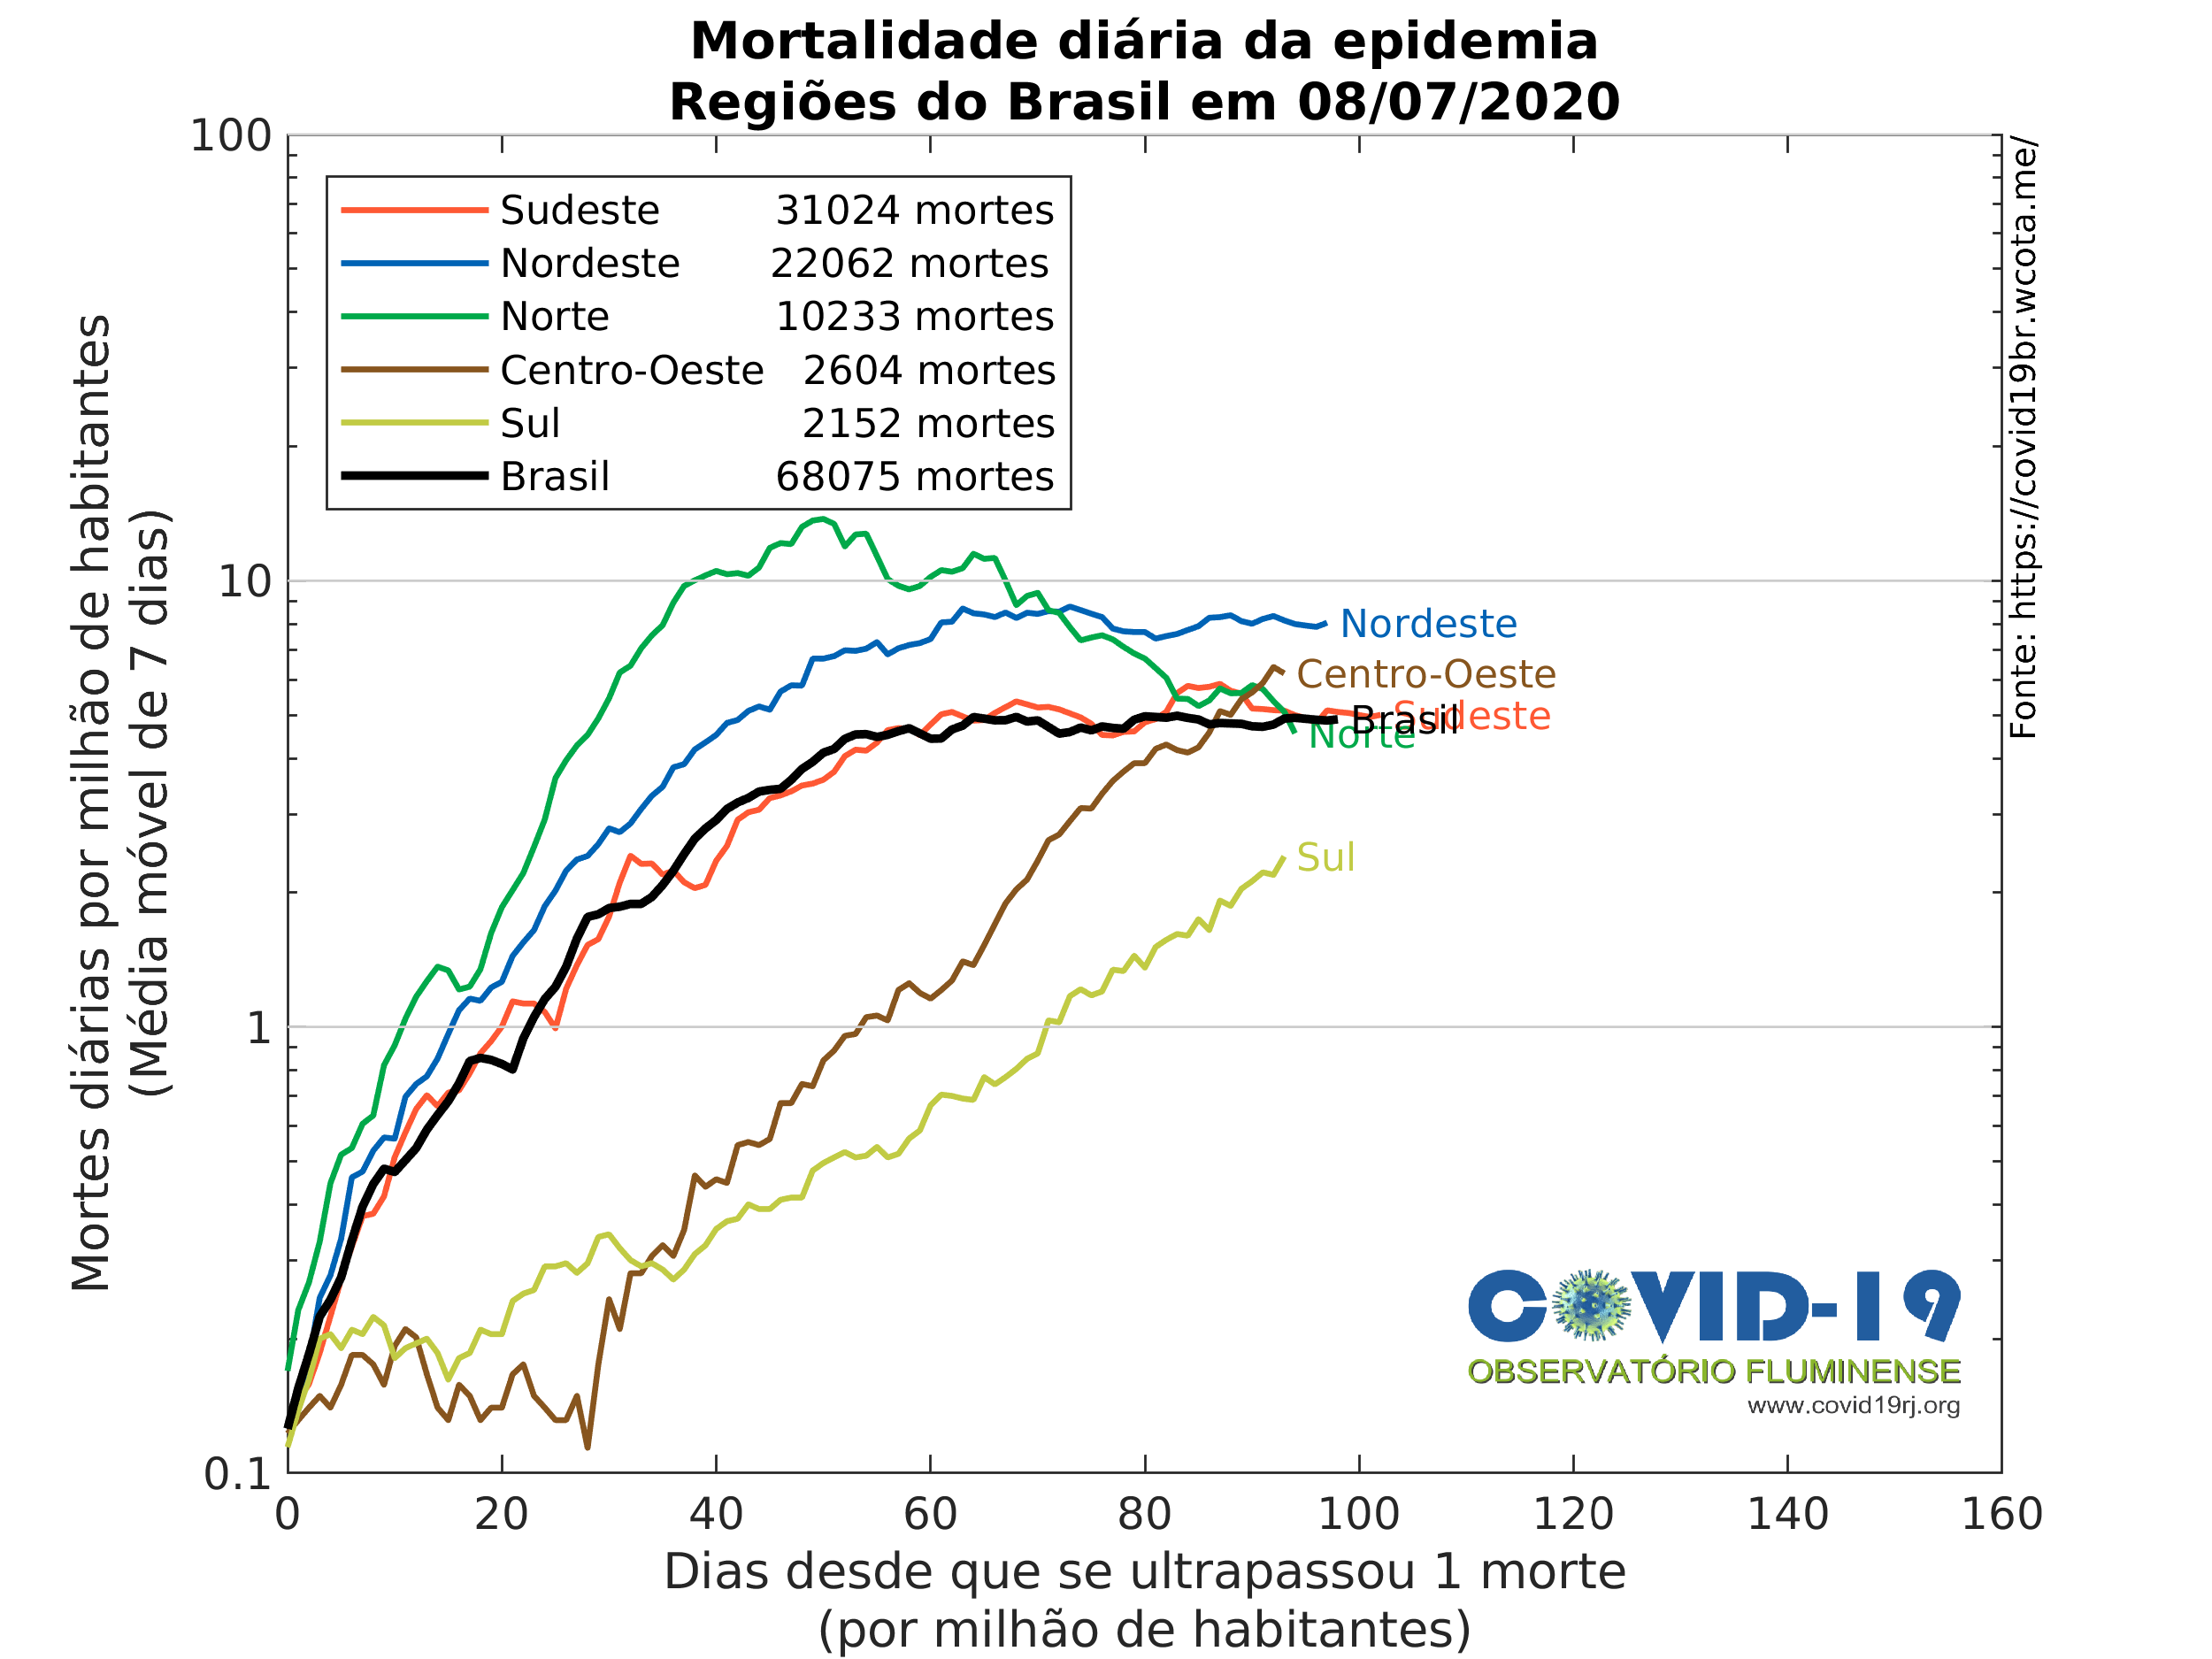 Mortalidade diária da epidemia
Regiões do Brasil em 08/07/2020
Mortes diárias por milhão de habitantes
(Média móvel de 7 dias)
100
10
1
0.1
Sudeste 31024 mortes
Nordeste 22062 mortes
Norte 10233 mortes
Centro-Oeste 2604 mortes
Sul 2152 mortes
Brasil 68075 mortes
Nordeste
Centro-Oeste
Sudeste
Brasil
Norte
Sul
Fonte: https://covid19br.wcota.me/
COVID-19
OBSERVATÓRIO FLUMINENSE
www.covid19rj.org
0 20 40 60 80 100 120 140 160
Dias desde que se ultrapassou 1 morte
(por milhão de habitantes)